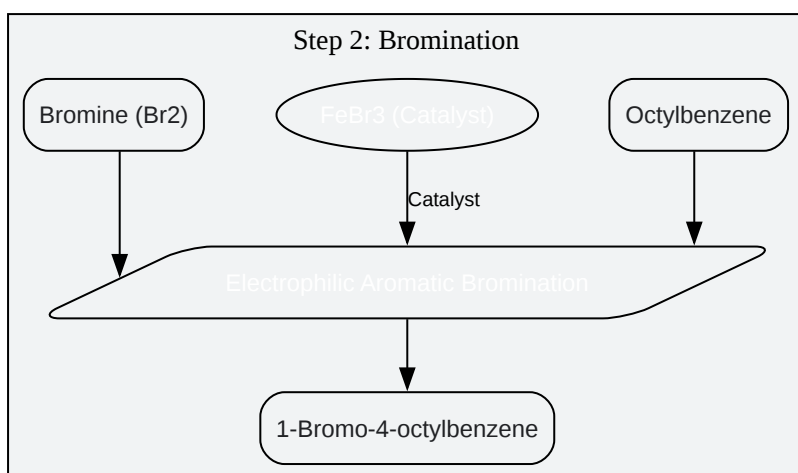 Step 2: Bromination
Bromine (Br2)
FeBr3 (Catalyst)
Octylbenzene
Catalyst
Electrophilic Aromatic Bromination
1-Bromo-4-octylbenzene